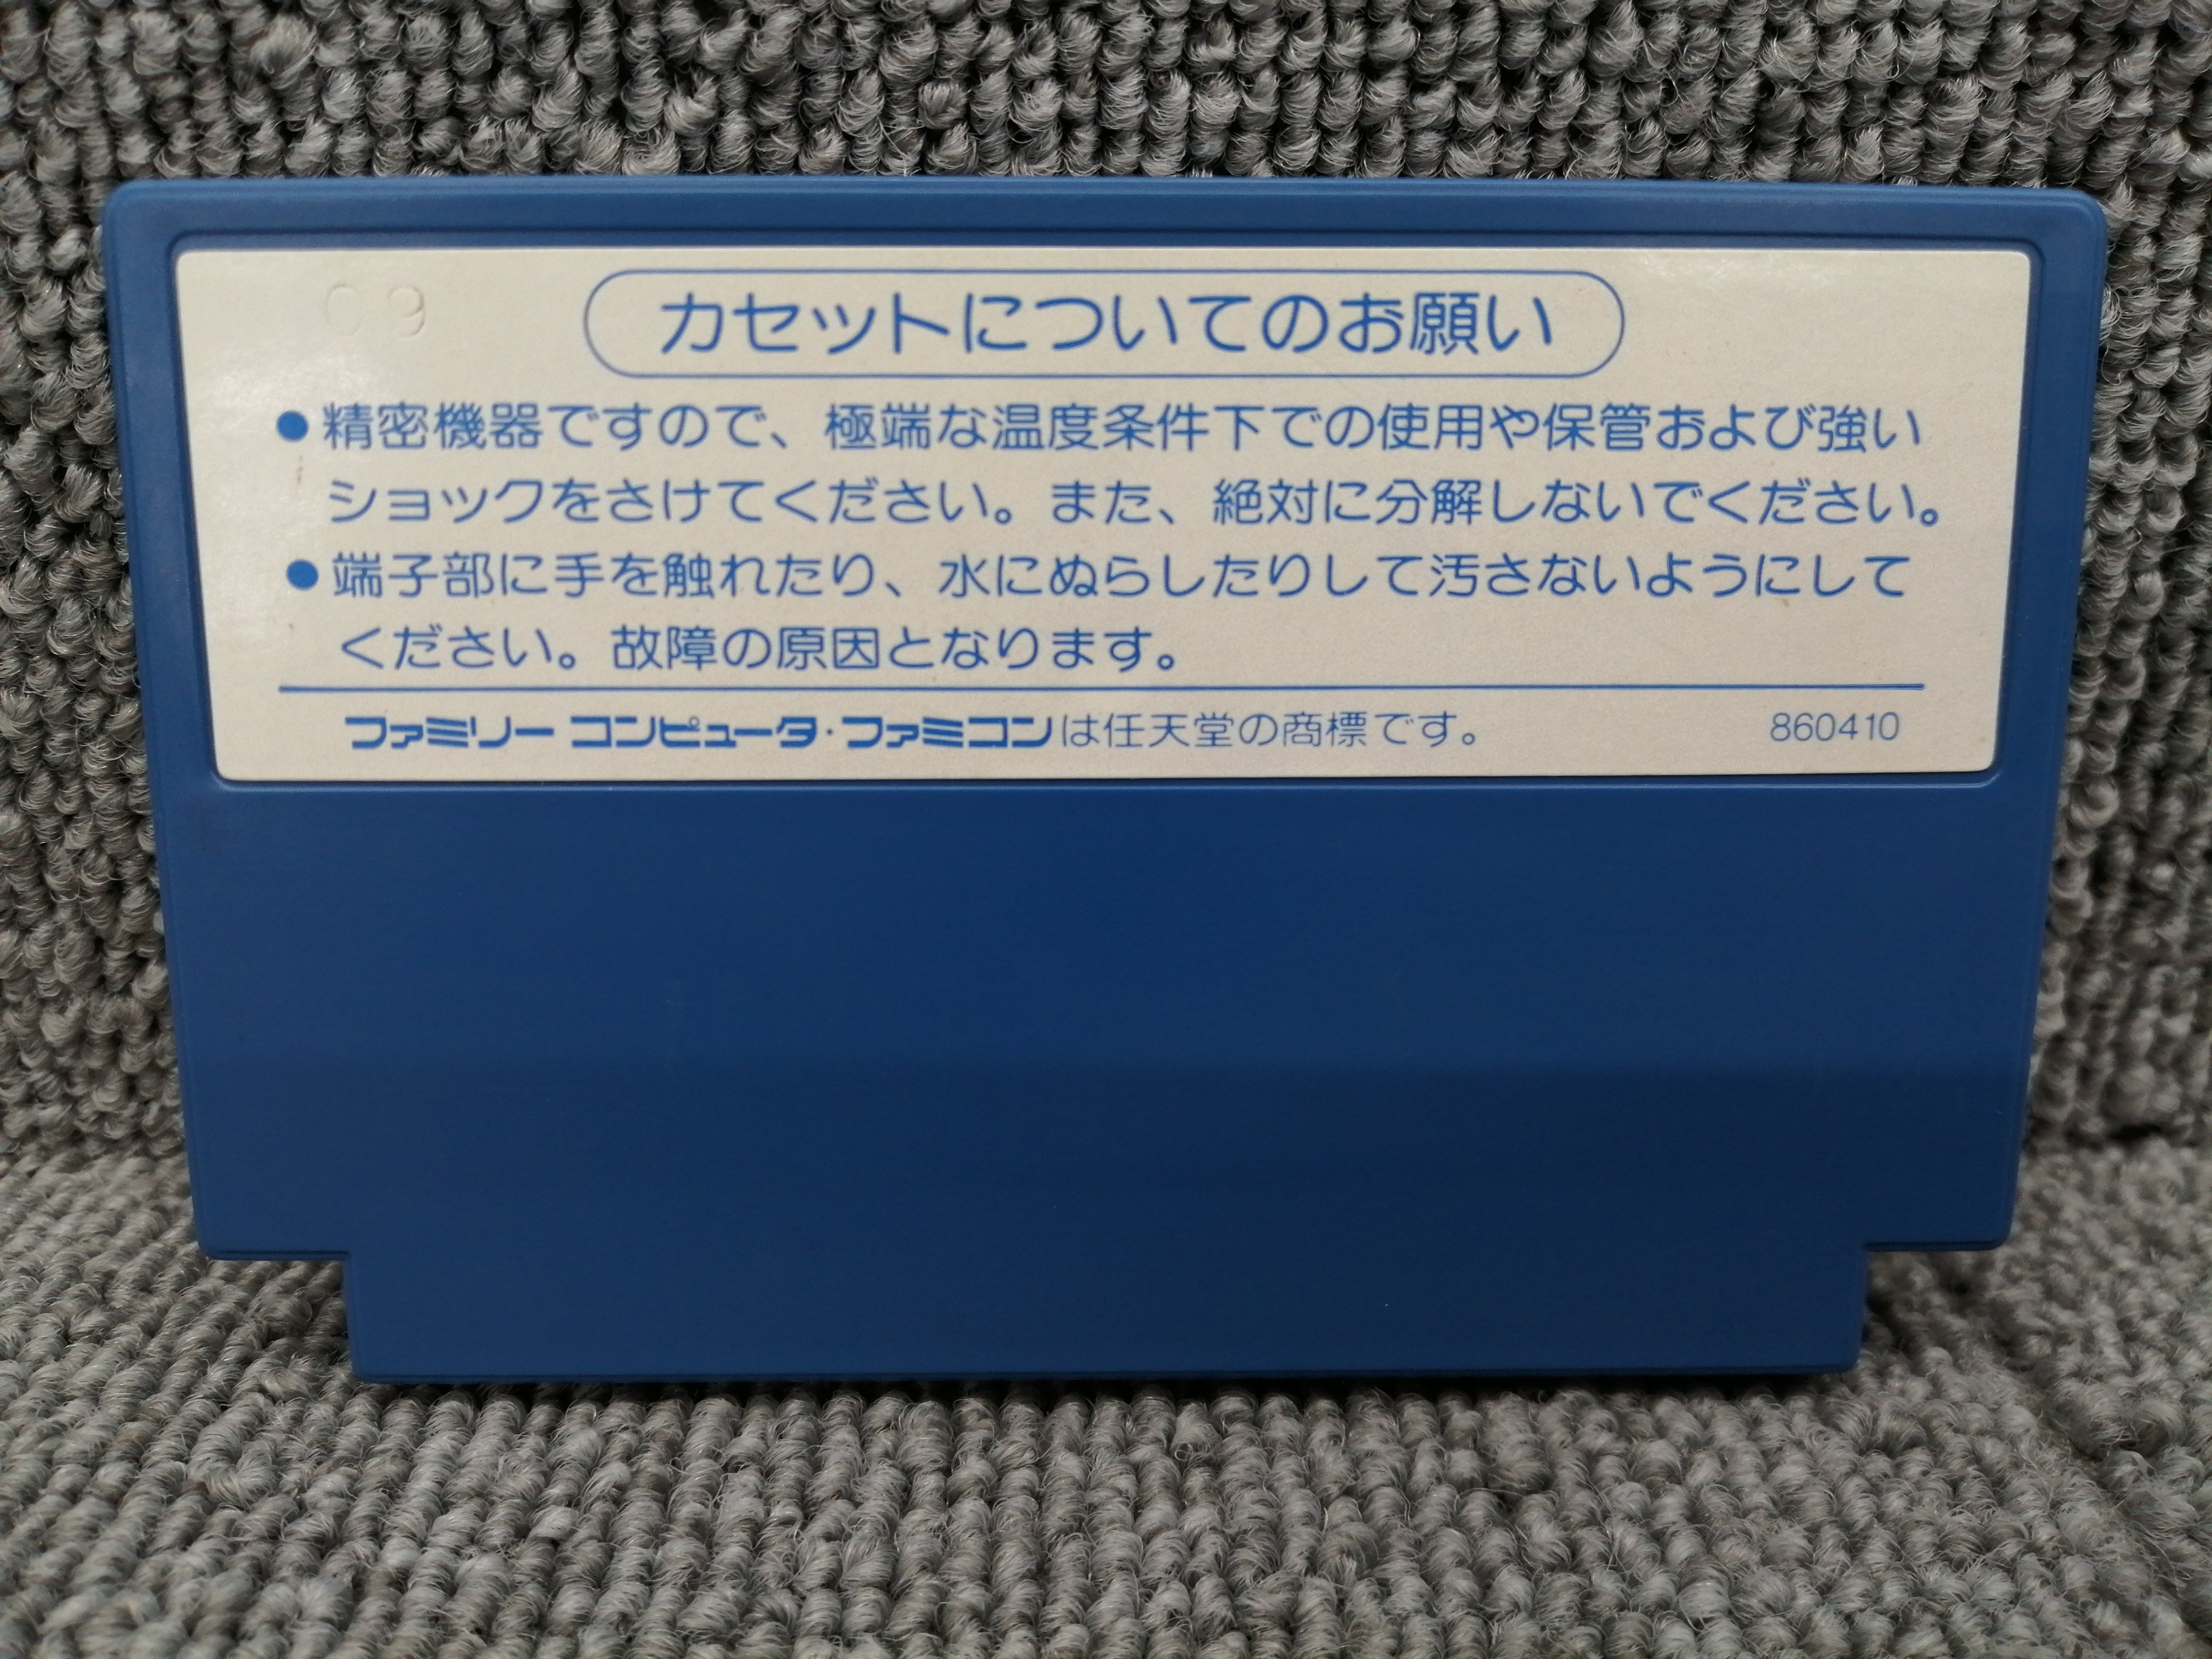 09
カセットについてのお願い
●精密機器ですので、極端な温度条件下での使用や保管および強い
ショックをさけてください。また、絶対に分解しないでください。
●端子部に手を触れたり、水にぬらしたりして汚さないようにして
ください。故障の原因となります。
ファミリー コンピュータ・ファミコンは任天堂の商標です。 860410